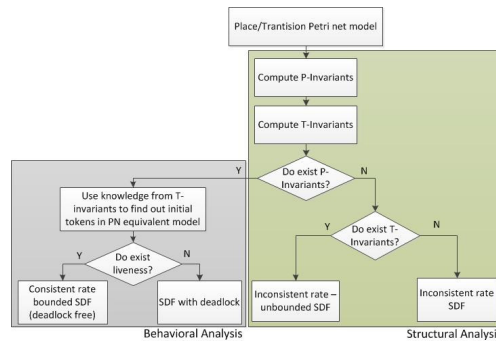 Place/Trantision Petri net model
Compute P-Invariants
Compute T-Invariants
Do exist P-
Invariants?
Y
N
Use knowledge from T-
invariants to find out initial
tokens in PN equivalent model
Do exist T-
Invariants?
Y
N
Do exist
liveness?
Y
N
Consistent rate
bounded SDF
(deadlock free)
SDF with deadlock
Inconsistent rate –
unbounded SDF
Inconsistent rate
SDF
Behavioral Analysis
Structural Analysis